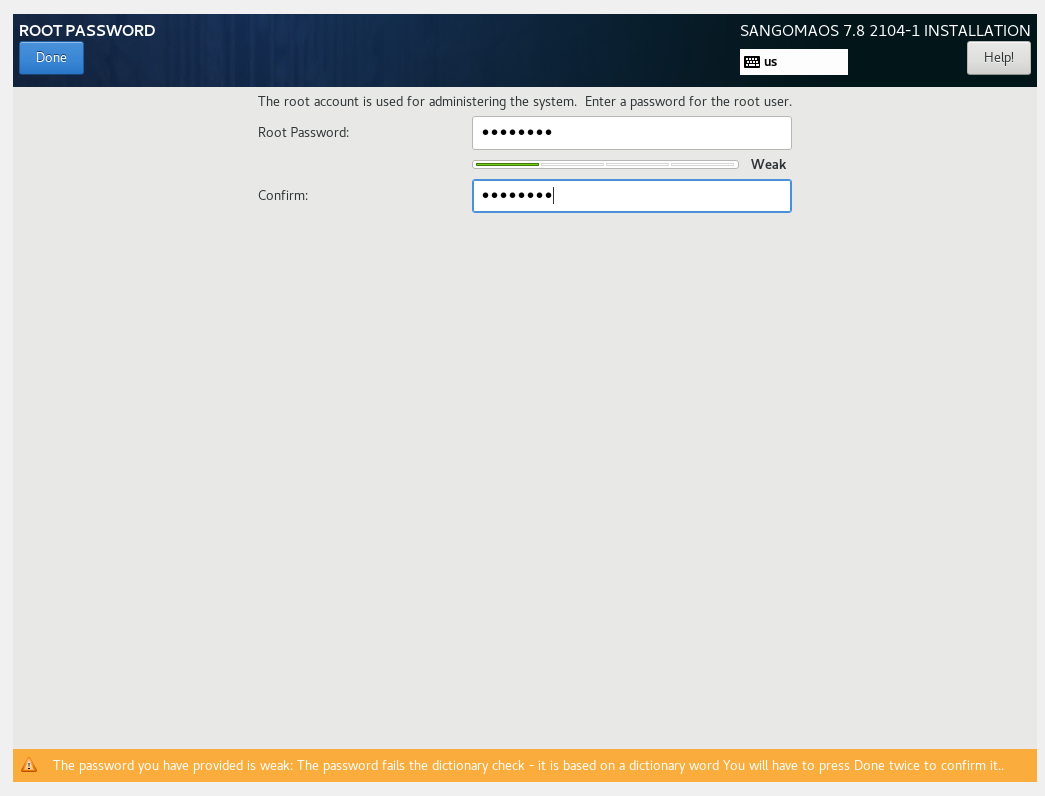 ROOT PASSWORD
SANGOMAOS 7.8 2104-1 INSTALLATION
Done
us
Help!
The root account is used for administering the system.  Enter a password for the root user.
Root Password:
••••••••
Weak
Confirm:
••••••••
The password you have provided is weak: The password fails the dictionary check - it is based on a dictionary word You will have to press Done twice to confirm it..